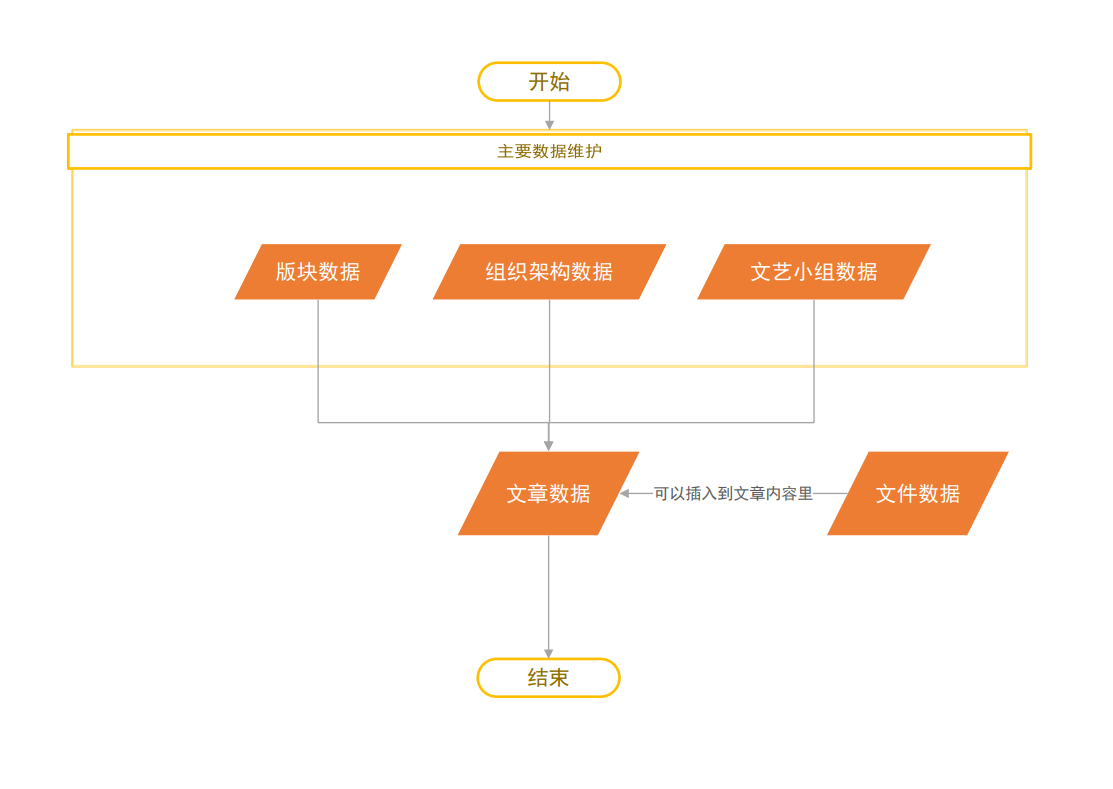 开始
主要数据维护
版块数据
组织架构数据
文艺小组数据
文章数据
可以插入到文章内容里
文件数据
结束